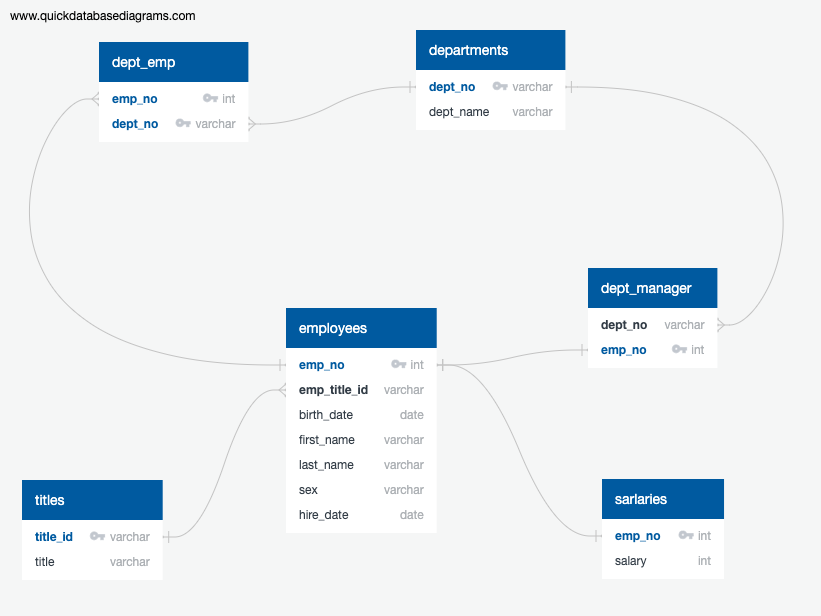 www.quickdatabasediagrams.com
dept_emp
emp_no int
dept_no varchar
departments
dept_no varchar
dept_name varchar
dept_manager
dept_no varchar
emp_no int
employees
emp_no int
emp_title_id varchar
birth_date date
first_name varchar
last_name varchar
sex varchar
hire_date date
titles
title_id varchar
title varchar
sarlaries
emp_no int
salary int